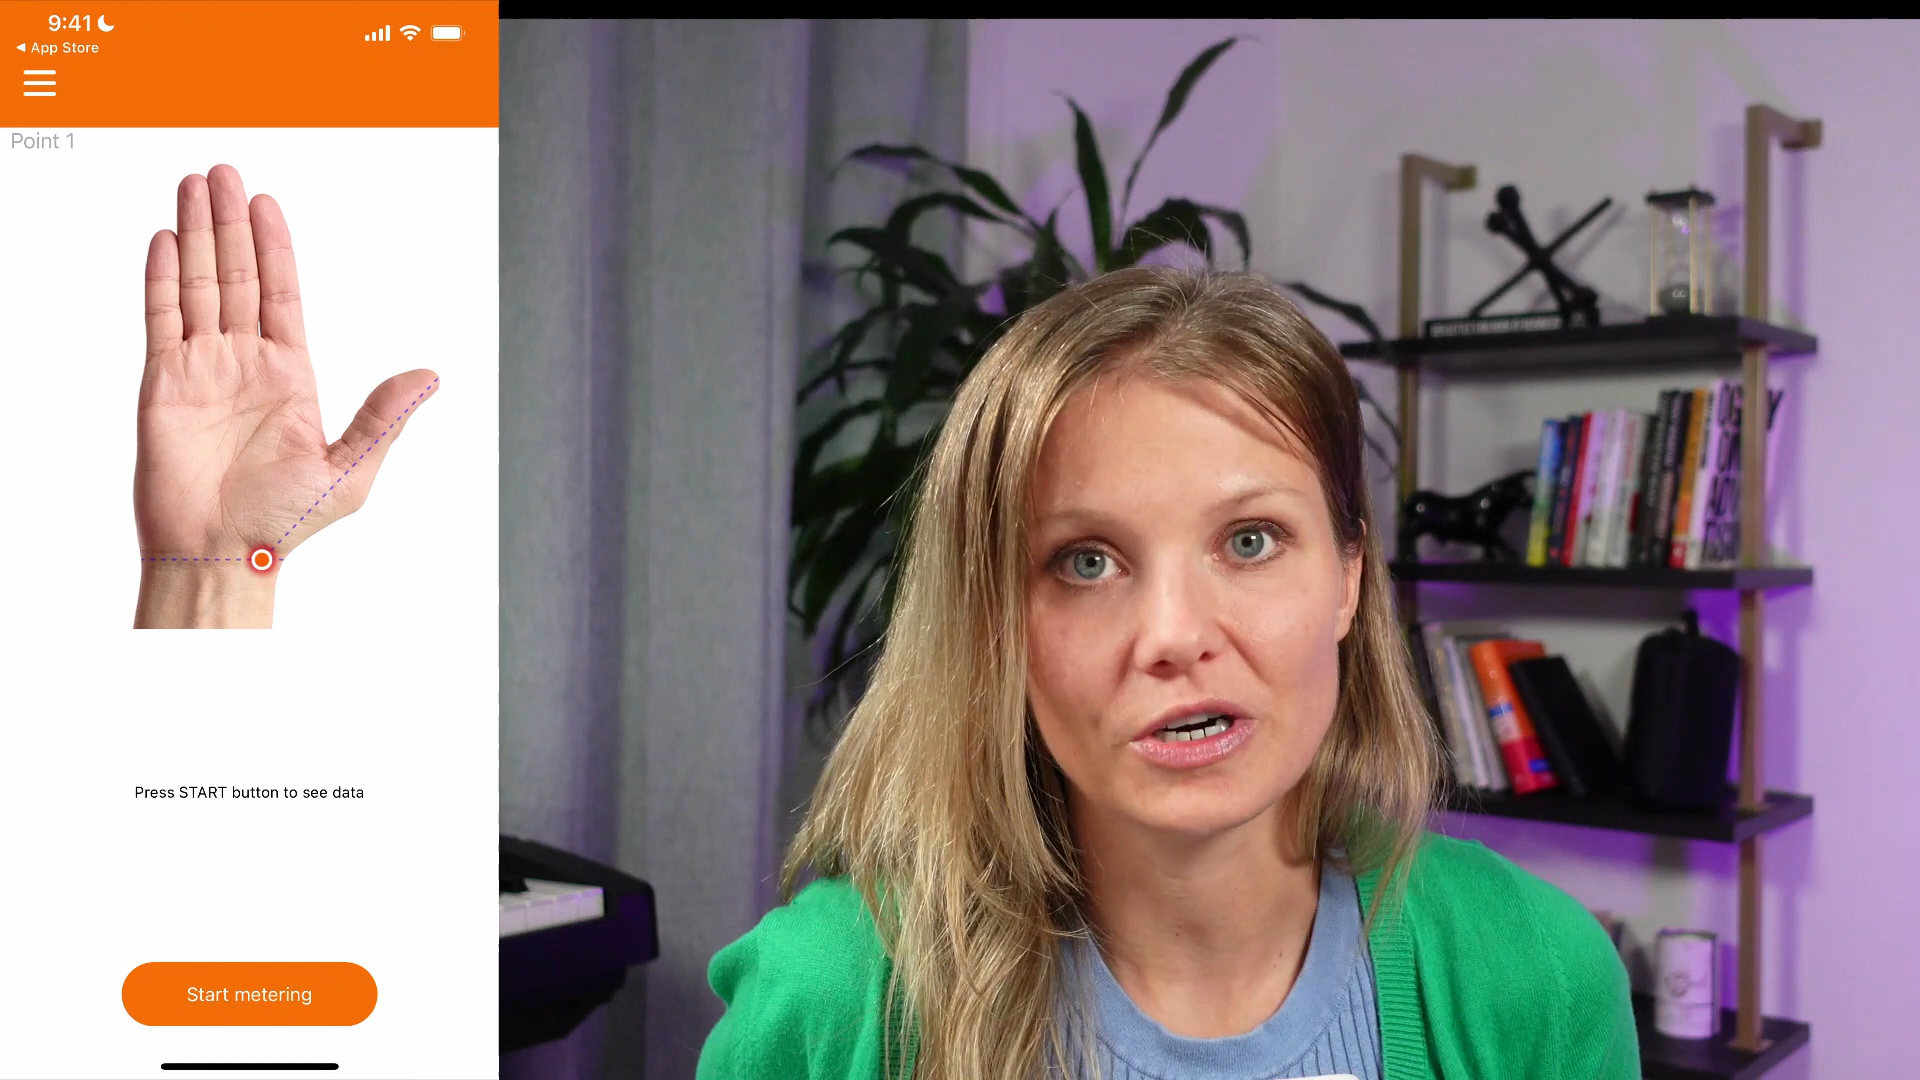 9:41
App Store
Point 1
Press START button to see data
Start metering